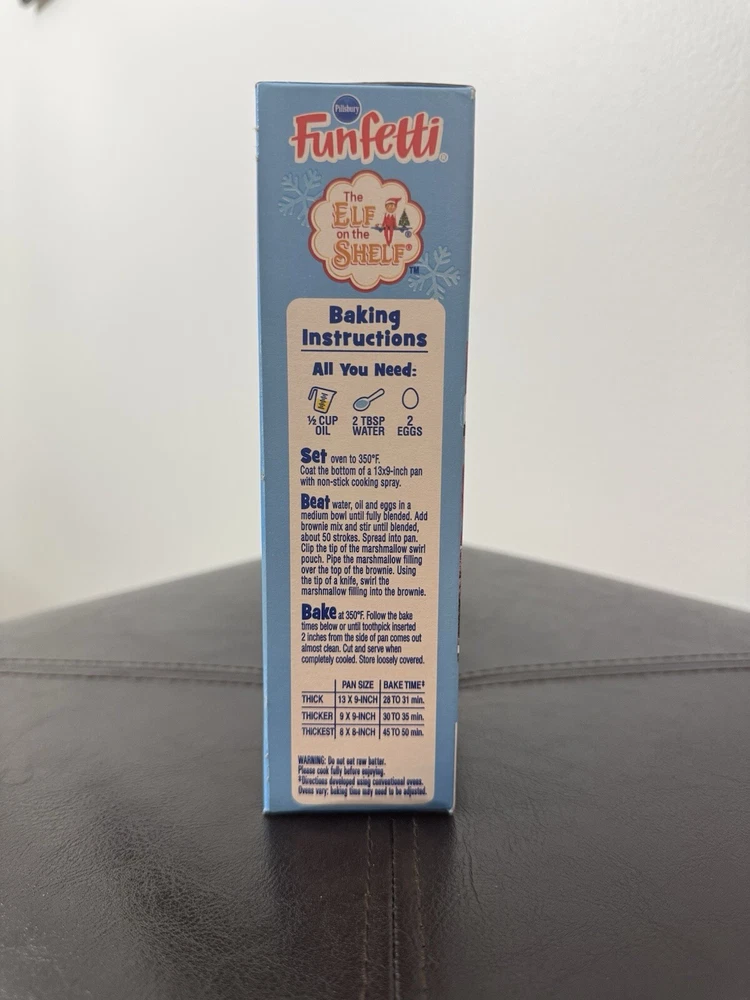 Pillsbury
Funfetti®
The
ELF
on the
SHELF®
™
Baking
Instructions
All You Need:
½ CUP
OIL
2 TBSP
WATER
2
EGGS
Set oven to 350°F.
Coat the bottom of a 13x9-inch pan
with non-stick cooking spray.
Beat water, oil and eggs in a
medium bowl until fully blended. Add
brownie mix and stir until blended,
about 50 strokes. Spread into pan.
Clip the tip of the marshmallow swirl
pouch. Pipe the marshmallow filling
over the top of the brownie. Using
the tip of a knife, swirl the
marshmallow filling into the brownie.
Bake at 350°F. Follow the bake
times below or until toothpick inserted
2 inches from the side of pan comes out
almost clean. Cut and serve when
completely cooled. Store loosely covered.
PAN SIZE BAKE TIME‡
THICK 13 X 9-INCH 28 TO 31 min.
THICKER 9 X 9-INCH 30 TO 35 min.
THICKEST 8 X 8-INCH 45 TO 50 min.
WARNING: Do not eat raw batter.
Please cook fully before enjoying.
‡Directions developed using conventional ovens.
Ovens vary; baking time may need to be adjusted.